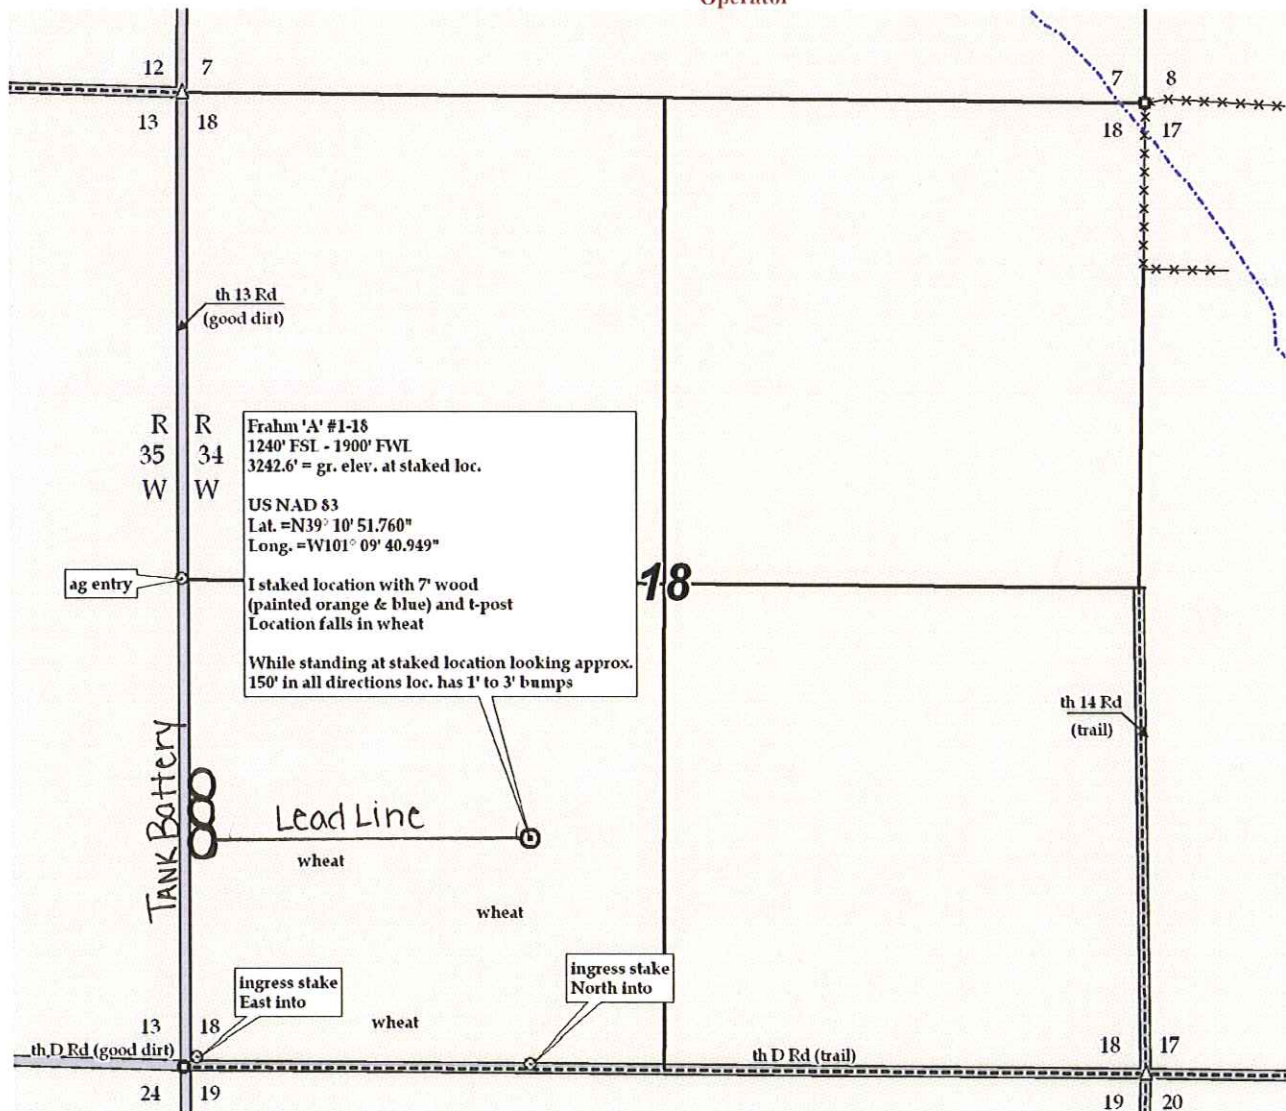 Operator
12 7
7 8
13 18
18 17
th 13 Rd
(good dirt)
R R
35 34
W W
Frahm 'A' #1-18
1240' FSL - 1900' FWL
3242.6' = gr. elev. at staked loc.
US NAD 83
Lat. =N39° 10' 51.760"
Long. =W101° 09' 40.949"
I staked location with 7' wood
(painted orange & blue) and t-post
Location falls in wheat
While standing at staked location looking approx.
150' in all directions loc. has 1' to 3' bumps
ag entry
18
th 14 Rd
(trail)
TANK Battery
Lead Line
wheat
wheat
ingress stake
East into
ingress stake
North into
wheat
13 18
th D Rd (good dirt)
th D Rd (trail)
18 17
24 19
19 20